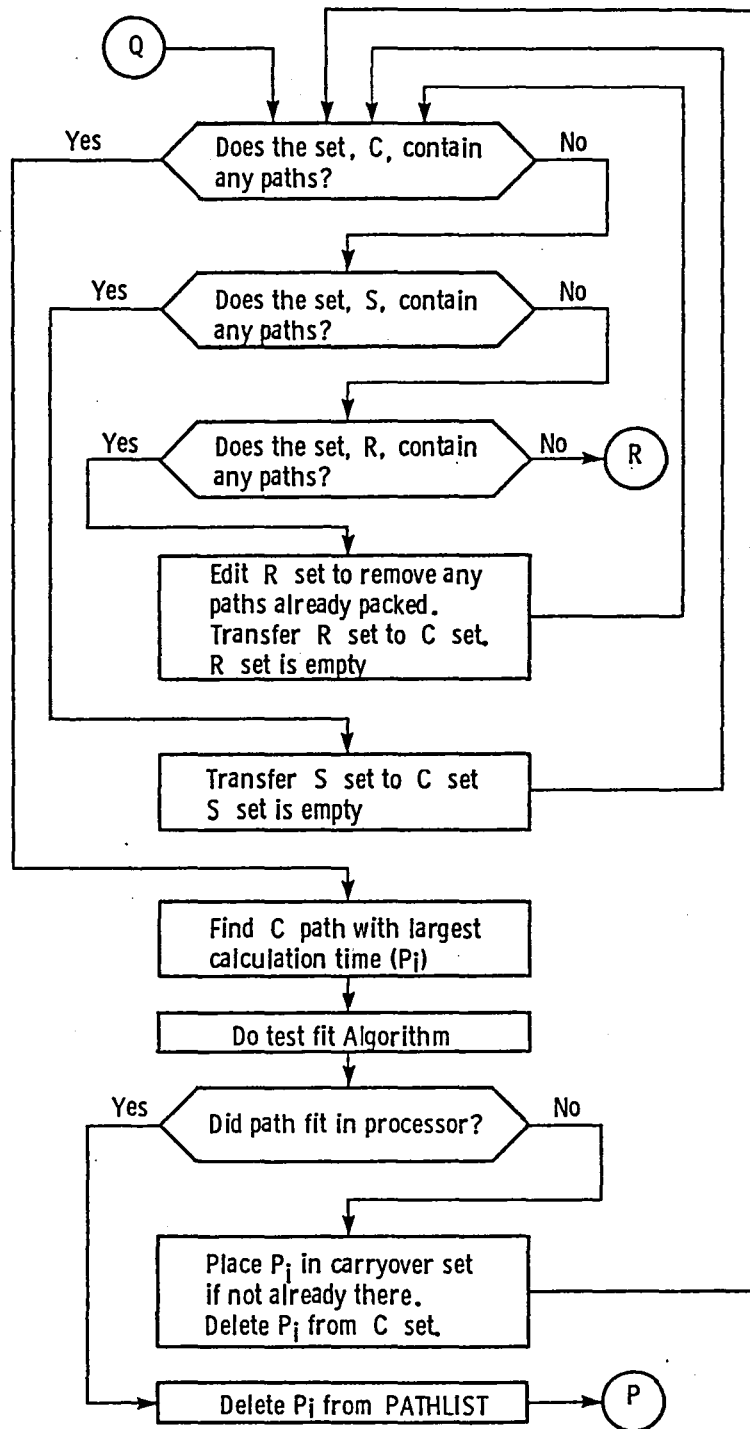 Q
Yes
Does the set, C, contain
any paths?
No
Yes
Does the set, S, contain
any paths?
No
Yes
Does the set, R, contain
any paths?
No
R
Edit R set to remove any
paths already packed.
Transfer R set to C set.
R set is empty
Transfer S set to C set
S set is empty
Find C path with largest
calculation time (Pi)
Do test fit Algorithm
Yes
Did path fit in processor?
No
Place Pi in carryover set
if not already there.
Delete Pi from C set.
Delete Pi from PATHLIST
P